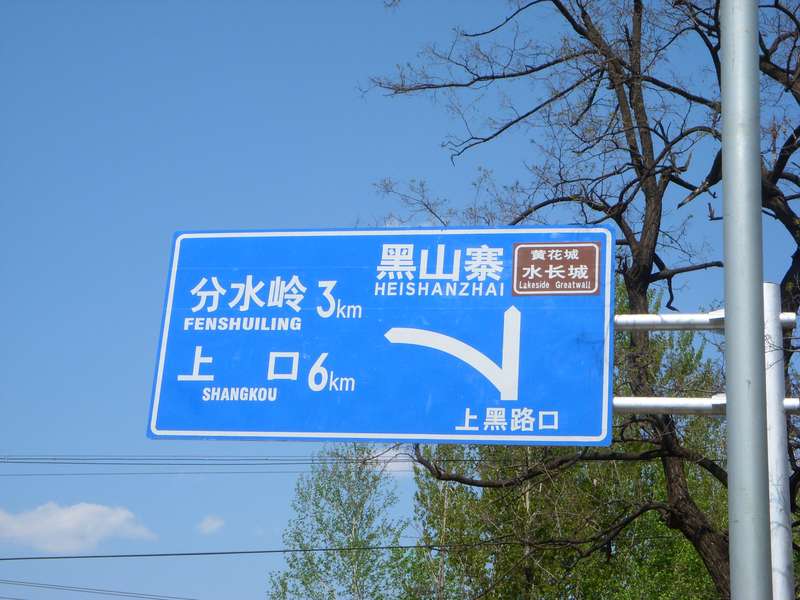 黑山寨
HEISHANZHAI
黄花城
水长城
Lakeside Greatwall
分水岭 3km
FENSHUILING
上口 6km
SHANGKOU
上黑路口